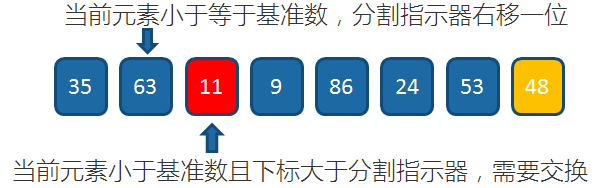 当前元素小于等于基准数，分割指示器右移一位
35 63 11 9 86 24 53 48
当前元素小于基准数且下标大于分割指示器，需要交换